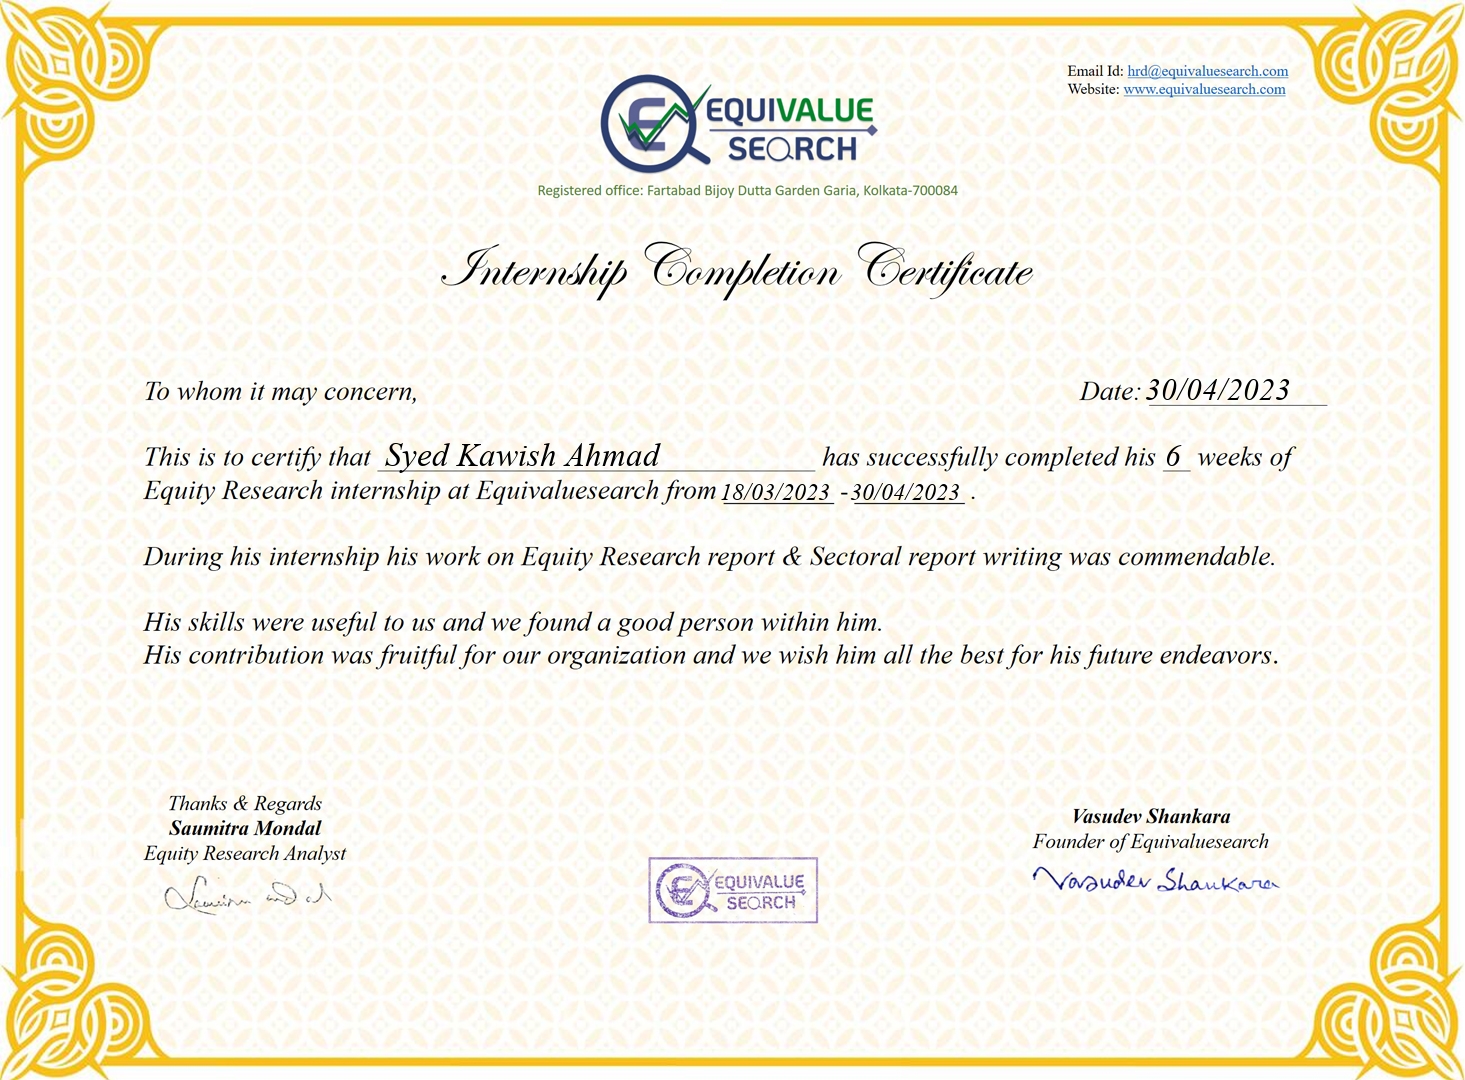 Email Id: hrd@equivaluesearch.com
Website: www.equivaluesearch.com
EQUIVALUE
SEARCH
Registered office: Fartabad Bijoy Dutta Garden Garia, Kolkata-700084
Internship Completion Certificate
To whom it may concern,
Date: 30/04/2023
This is to certify that Syed Kawish Ahmad has successfully completed his 6 weeks of
Equity Research internship at Equivaluesearch from 18/03/2023 - 30/04/2023 .
During his internship his work on Equity Research report & Sectoral report writing was commendable.
His skills were useful to us and we found a good person within him.
His contribution was fruitful for our organization and we wish him all the best for his future endeavors.
Thanks & Regards
Saumitra Mondal
Equity Research Analyst
EQUIVALUE
SEARCH
Vasudev Shankara
Founder of Equivaluesearch
Vasudev Shankara